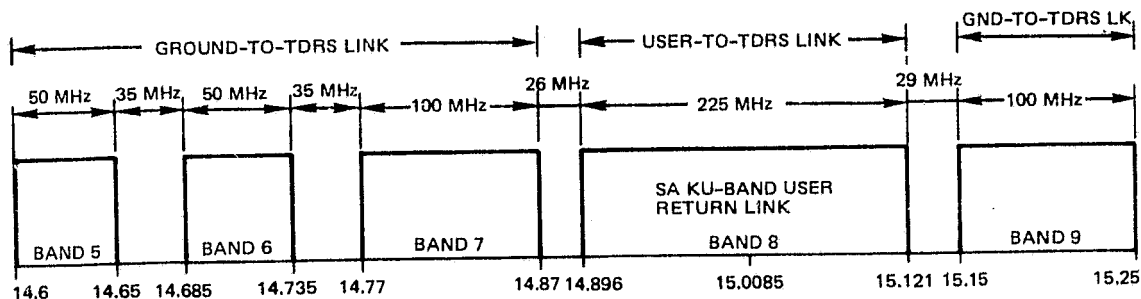 GROUND-TO-TDRS LINK USER-TO-TDRS LINK GND-TO-TDRS LK
50 MHz 35 MHz 50 MHz 35 MHz 100 MHz 26 MHz 225 MHz 29 MHz 100 MHz
SA KU-BAND USER
RETURN LINK
BAND 5 BAND 6 BAND 7 BAND 8 BAND 9
14.6 14.65 14.685 14.735 14.77 14.87 14.896 15.0085 15.121 15.15 15.25